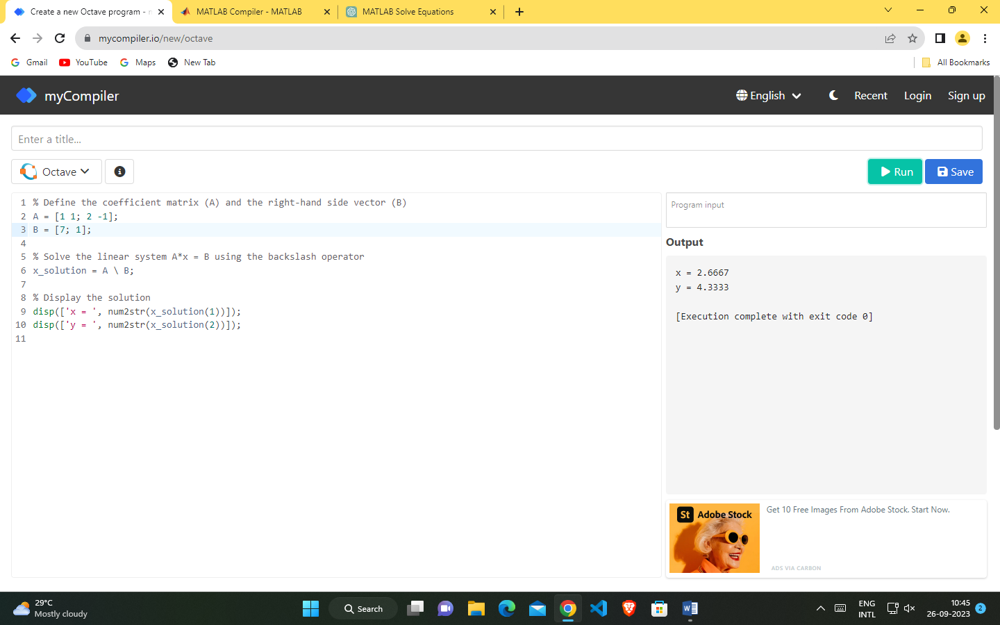 Create a new Octave program - m
MATLAB Compiler - MATLAB
MATLAB Solve Equations
mycompiler.io/new/octave
Gmail
YouTube
Maps
New Tab
All Bookmarks
myCompiler
English
Recent
Login
Sign up
Enter a title...
Octave
Run
Save
1 % Define the coefficient matrix (A) and the right-hand side vector (B)
2 A = [1 1; 2 -1];
3 B = [7; 1];
4
5 % Solve the linear system A*x = B using the backslash operator
6 x_solution = A \ B;
7
8 % Display the solution
9 disp(['x = ', num2str(x_solution(1))]);
10 disp(['y = ', num2str(x_solution(2))]);
11
Program input
Output
x = 2.6667
y = 4.3333
[Execution complete with exit code 0]
St Adobe Stock
Get 10 Free Images From Adobe Stock. Start Now.
ADS VIA CARBON
29°C
Mostly cloudy
Search
ENG
INTL
10:45
26-09-2023
2